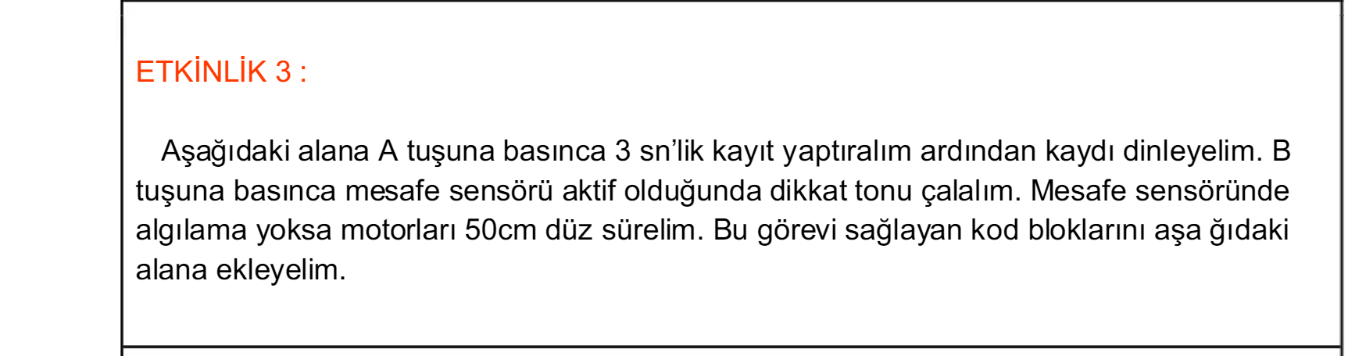 ETKİNLİK 3 :
Aşağıdaki alana A tuşuna basınca 3 sn’lik kayıt yaptıralım ardından kaydı dinleyelim. B
tuşuna basınca mesafe sensörü aktif olduğunda dikkat tonu çalalım. Mesafe sensöründe
algılama yoksa motorları 50cm düz sürelim. Bu görevi sağlayan kod bloklarını aşa ğıdaki
alana ekleyelim.